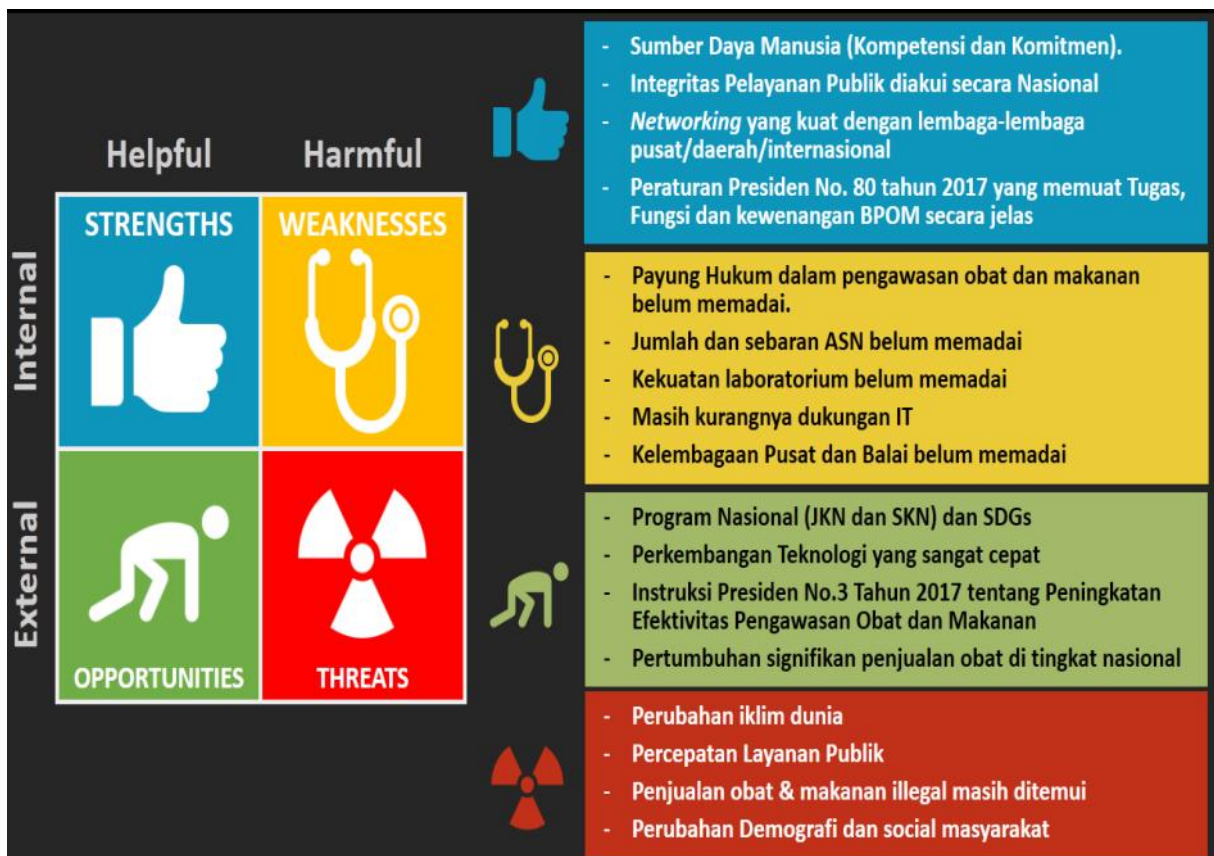 Helpful
Harmful
Internal
External
STRENGTHS
WEAKNESSES
OPPORTUNITIES
THREATS
- Sumber Daya Manusia (Kompetensi dan Komitmen).
- Integritas Pelayanan Publik diakui secara Nasional
- Networking yang kuat dengan lembaga-lembaga
pusat/daerah/internasional
- Peraturan Presiden No. 80 tahun 2017 yang memuat Tugas,
Fungsi dan kewenangan BPOM secara jelas
- Payung Hukum dalam pengawasan obat dan makanan
belum memadai.
- Jumlah dan sebaran ASN belum memadai
- Kekuatan laboratorium belum memadai
- Masih kurangnya dukungan IT
- Kelembagaan Pusat dan Balai belum memadai
- Program Nasional (JKN dan SKN) dan SDGs
- Perkembangan Teknologi yang sangat cepat
- Instruksi Presiden No.3 Tahun 2017 tentang Peningkatan
Efektivitas Pengawasan Obat dan Makanan
- Pertumbuhan signifikan penjualan obat di tingkat nasional
- Perubahan iklim dunia
- Percepatan Layanan Publik
- Penjualan obat & makanan illegal masih ditemui
- Perubahan Demografi dan social masyarakat